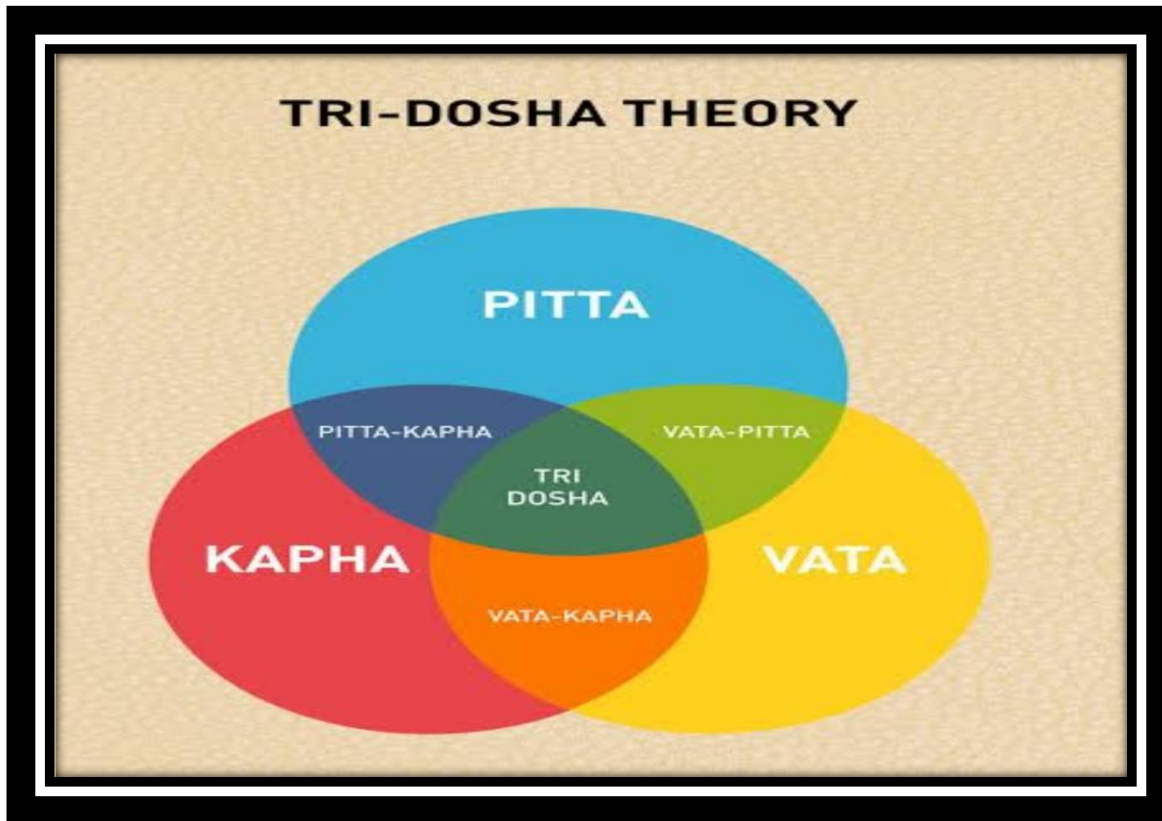 TRI-DOSHA THEORY
PITTA
PITTA-KAPHA
VATA-PITTA
TRI
DOSHA
KAPHA
VATA
VATA-KAPHA